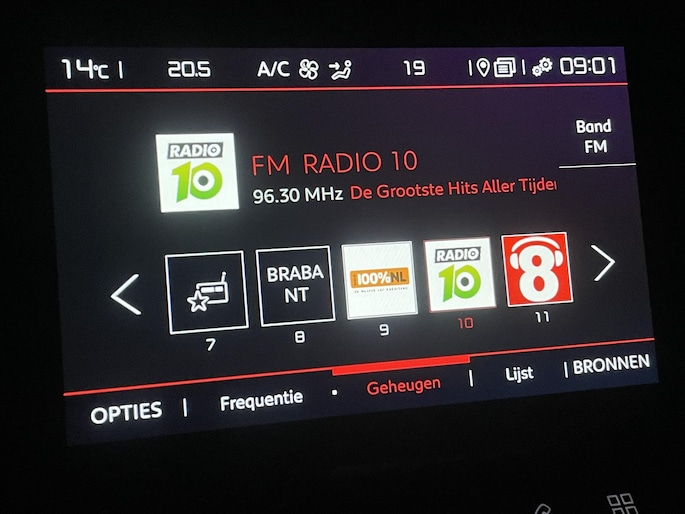 14°C | 20.5 A/C 19 | | 09:01
Band
FM
RADIO
10
FM RADIO 10
96.30 MHz De Grootste Hits Aller Tijde
BRABA
NT
100%NL
RADIO
10
8
7 8 9 10 11
OPTIES | Frequentie Geheugen | Lijst | BRONNEN